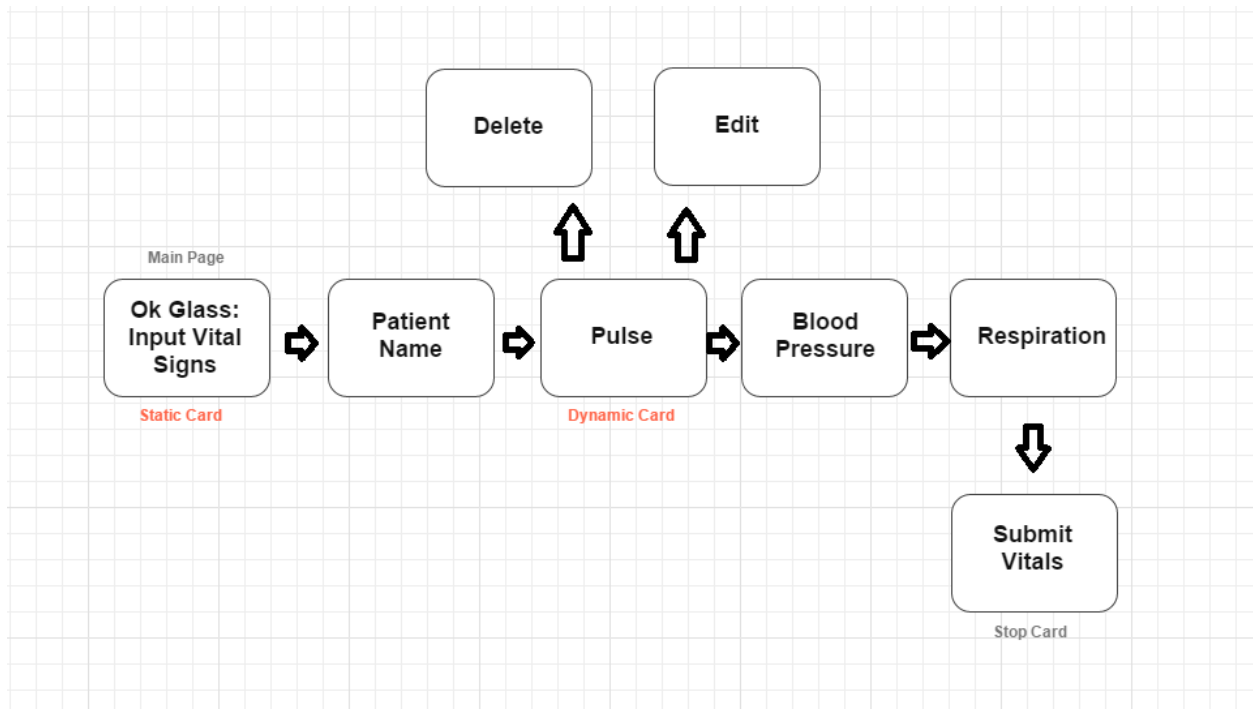 Delete
Edit
Main Page
Ok Glass:
Input Vital
Signs
Patient
Name
Pulse
Blood
Pressure
Respiration
Static Card
Dynamic Card
Submit
Vitals
Stop Card